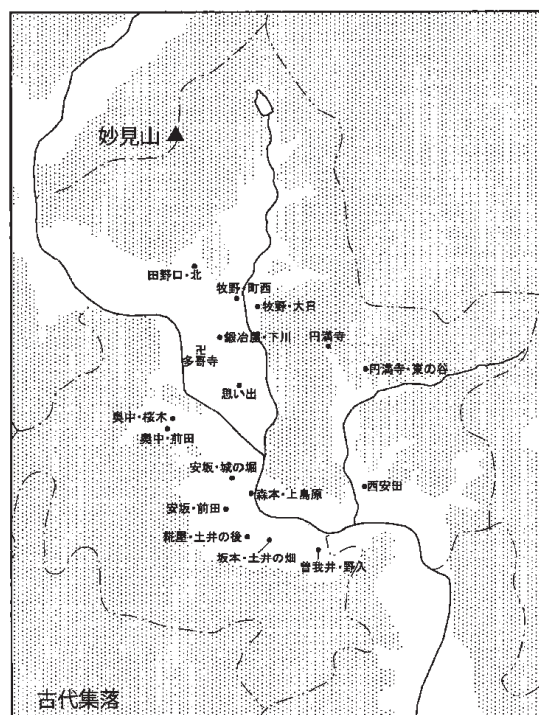 妙見山
田野口・北
牧野・町西
牧野・大日
鍛冶屋・下川
円満寺
卍
多哥寺
円満寺・東の谷
思い出
奥中・桜木
奥中・前田
安坂・城の堀
西安田
森本・上島原
安坂・前田
糀屋・土井の後
坂本・土井の畑
曽我井・野入
古代集落